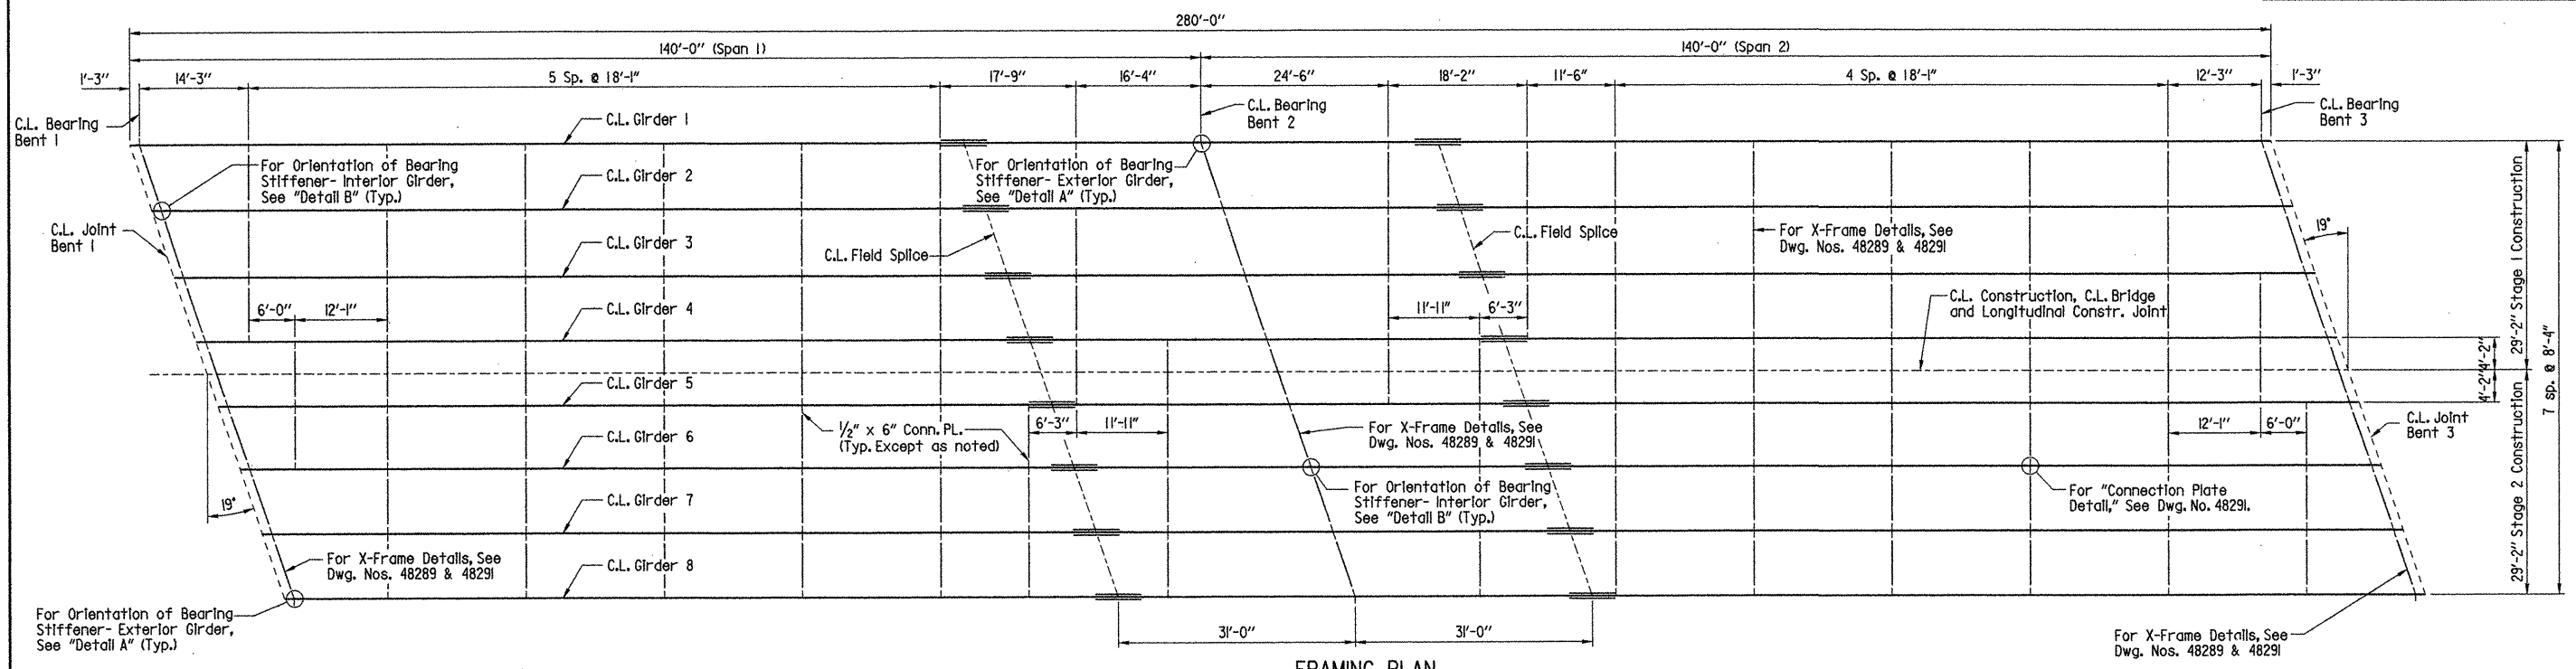 280'-0"
140'-0" (Span 1)
140'-0" (Span 2)
1'-3"
14'-3"
5 Sp. @ 18'-1"
17'-9"
16'-4"
24'-6"
18'-2"
11'-6"
4 Sp. @ 18'-1"
12'-3"
1'-3"
C.L. Bearing
Bent 1
C.L. Girder 1
C.L. Bearing
Bent 2
C.L. Bearing
Bent 3
For Orientation of Bearing
Stiffener- Interior Girder,
See "Detail B" (Typ.)
C.L. Girder 2
For Orientation of Bearing
Stiffener- Exterior Girder,
See "Detail A" (Typ.)
C.L. Joint
Bent 1
C.L. Girder 3
C.L. Field Splice
C.L. Field Splice
For X-Frame Details, See
Dwg. Nos. 48289 & 48291
19°
29'-2" Stage 1 Construction
6'-0"
12'-1"
C.L. Girder 4
11'-11"
6'-3"
C.L. Construction, C.L. Bridge
and Longitudinal Constr. Joint
4'-2"
4'-2"
7 sp. @ 8'-4"
C.L. Girder 5
1/2" x 6" Conn. PL.
(Typ. Except as noted)
6'-3"
11'-11"
For X-Frame Details, See
Dwg. Nos. 48289 & 48291
12'-1"
6'-0"
C.L. Joint
Bent 3
C.L. Girder 6
19°
C.L. Girder 7
For Orientation of Bearing
Stiffener- Interior Girder,
See "Detail B" (Typ.)
For "Connection Plate
Detail," See Dwg. No. 48291.
29'-2" Stage 2 Construction
For X-Frame Details, See
Dwg. Nos. 48289 & 48291
C.L. Girder 8
For Orientation of Bearing
Stiffener- Exterior Girder,
See "Detail A" (Typ.)
31'-0"
31'-0"
For X-Frame Details, See
Dwg. Nos. 48289 & 48291
FRAMING PLAN